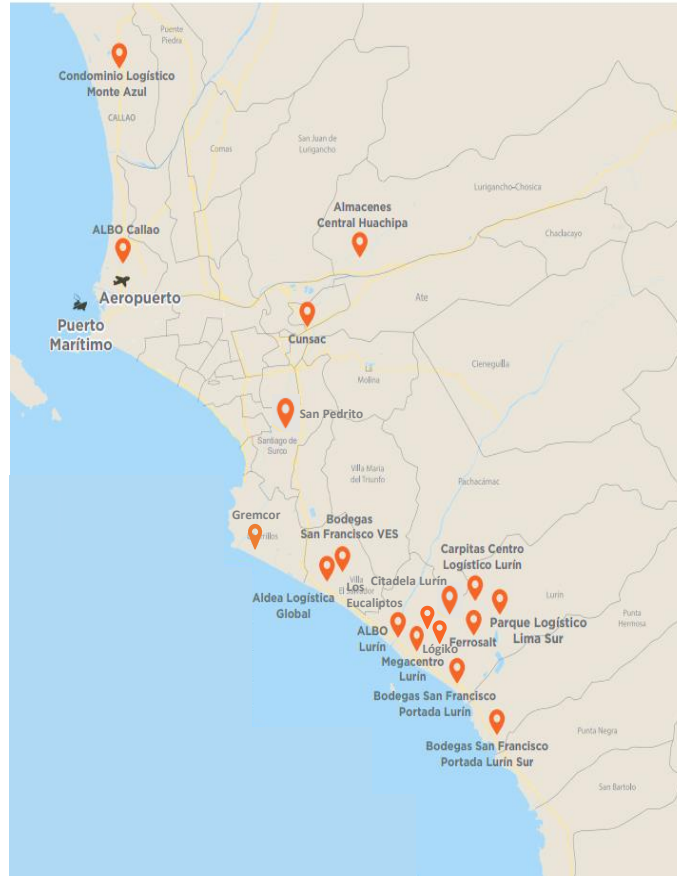 Puente
Piedra
Condominio Logístico
Monte Azul
CALLAO
Comas
San Juan de
Lurigancho
Lurigancho-Chosica
Almacenes
Central Huachipa
Chaclacayo
ALBO Callao
Aeropuerto
Puerto
Marítimo
Ate
Cunsac
Cieneguilla
Molina
San Pedrito
Santiago de
Surco
Villa María
del Triunfo
Pachacámac
Gremcor
Bodegas
San Francisco VES
Carpitas Centro
Logístico Lurín
Villa
El Salvador
Citadela Lurín
Los
Eucaliptos
Aldea Logística
Global
Lurín
Punta
Hermosa
Parque Logístico
Lima Sur
ALBO
Lurín
Ferrosalt
Lógiko
Megacentro
Lurín
Bodegas San Francisco
Portada Lurín
Bodegas San Francisco
Portada Lurín Sur
Punta Negra
San Bartolo